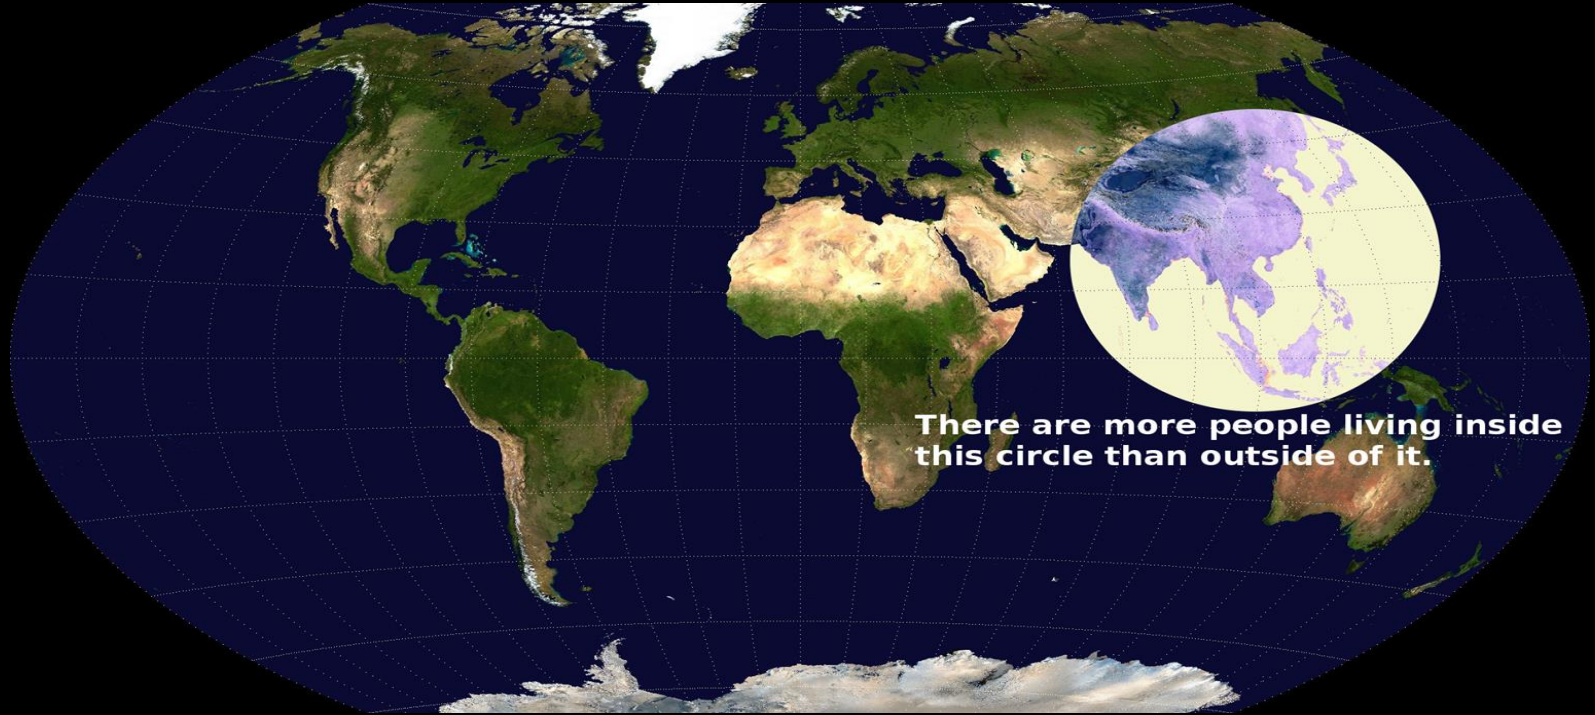 There are more people living inside
this circle than outside of it.